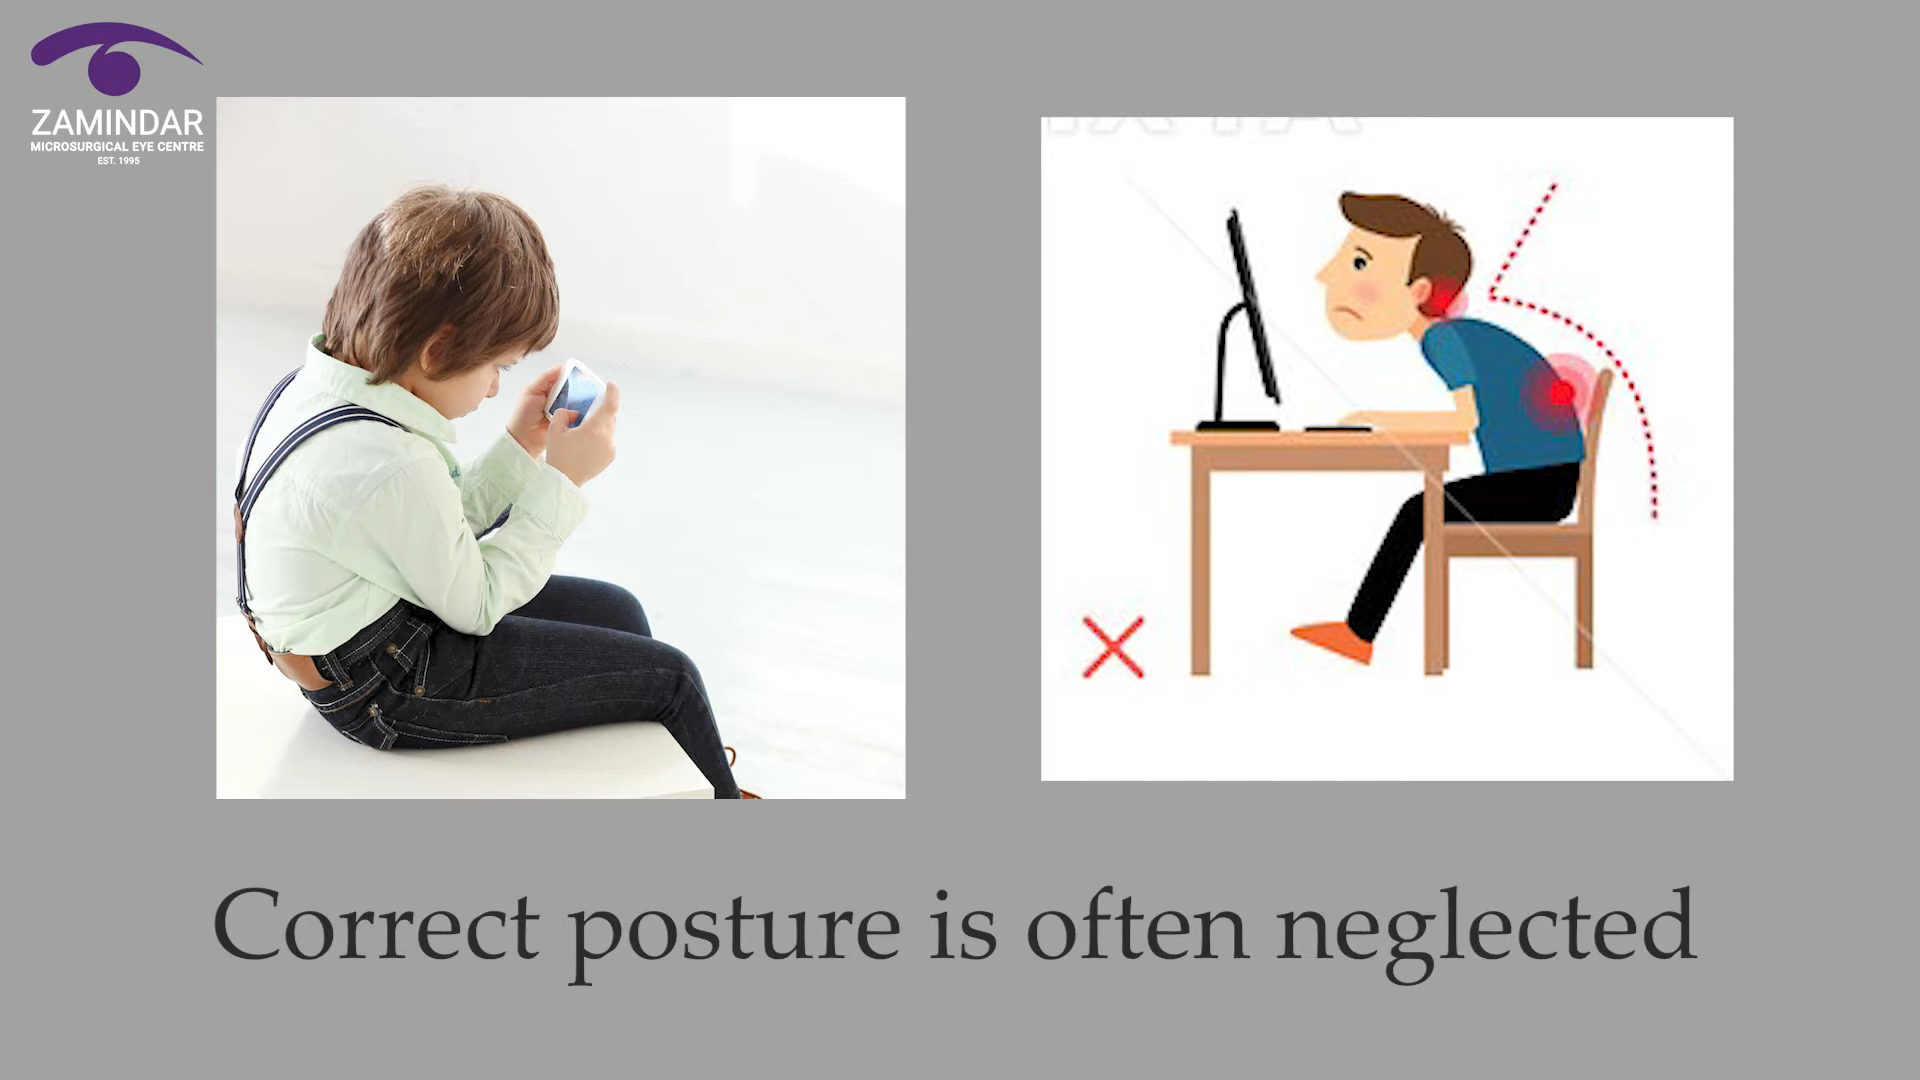 ZAMINDAR
MICROSURGICAL EYE CENTRE
EST. 1995
Correct posture is often neglected